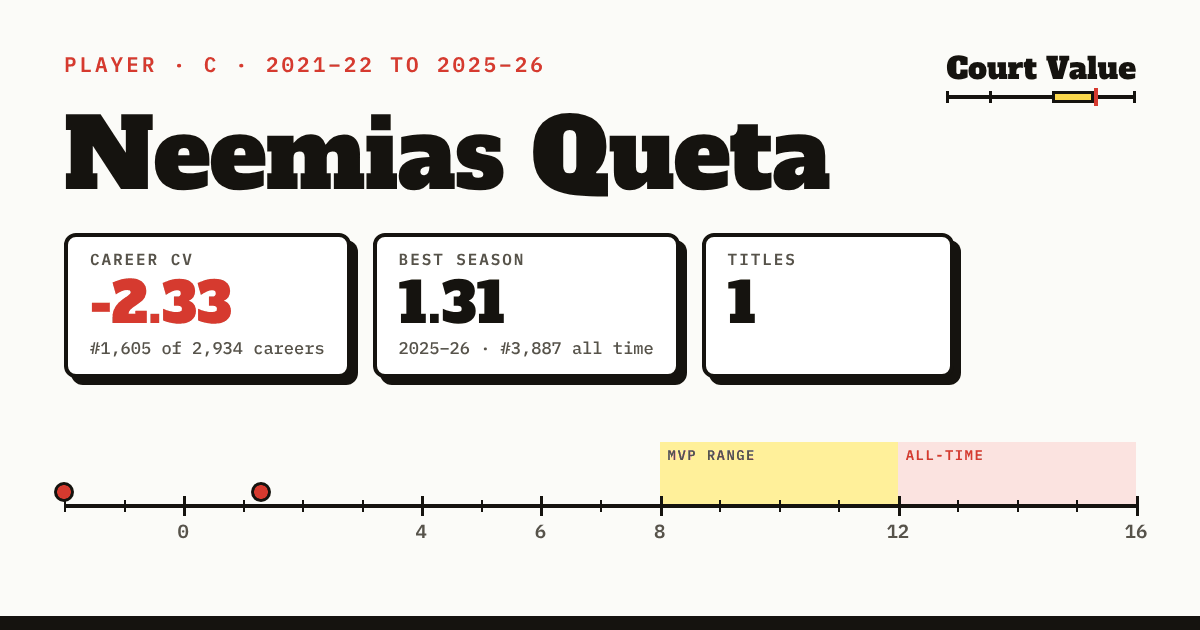 PLAYER · C · 2021–22 TO 2025–26
Court Value
Neemias Queta
CAREER CV
-2.33
#1,605 of 2,934 careers
BEST SEASON
1.31
2025–26 · #3,887 all time
TITLES
1
MVP RANGE
ALL-TIME
0 4 6 8 12 16